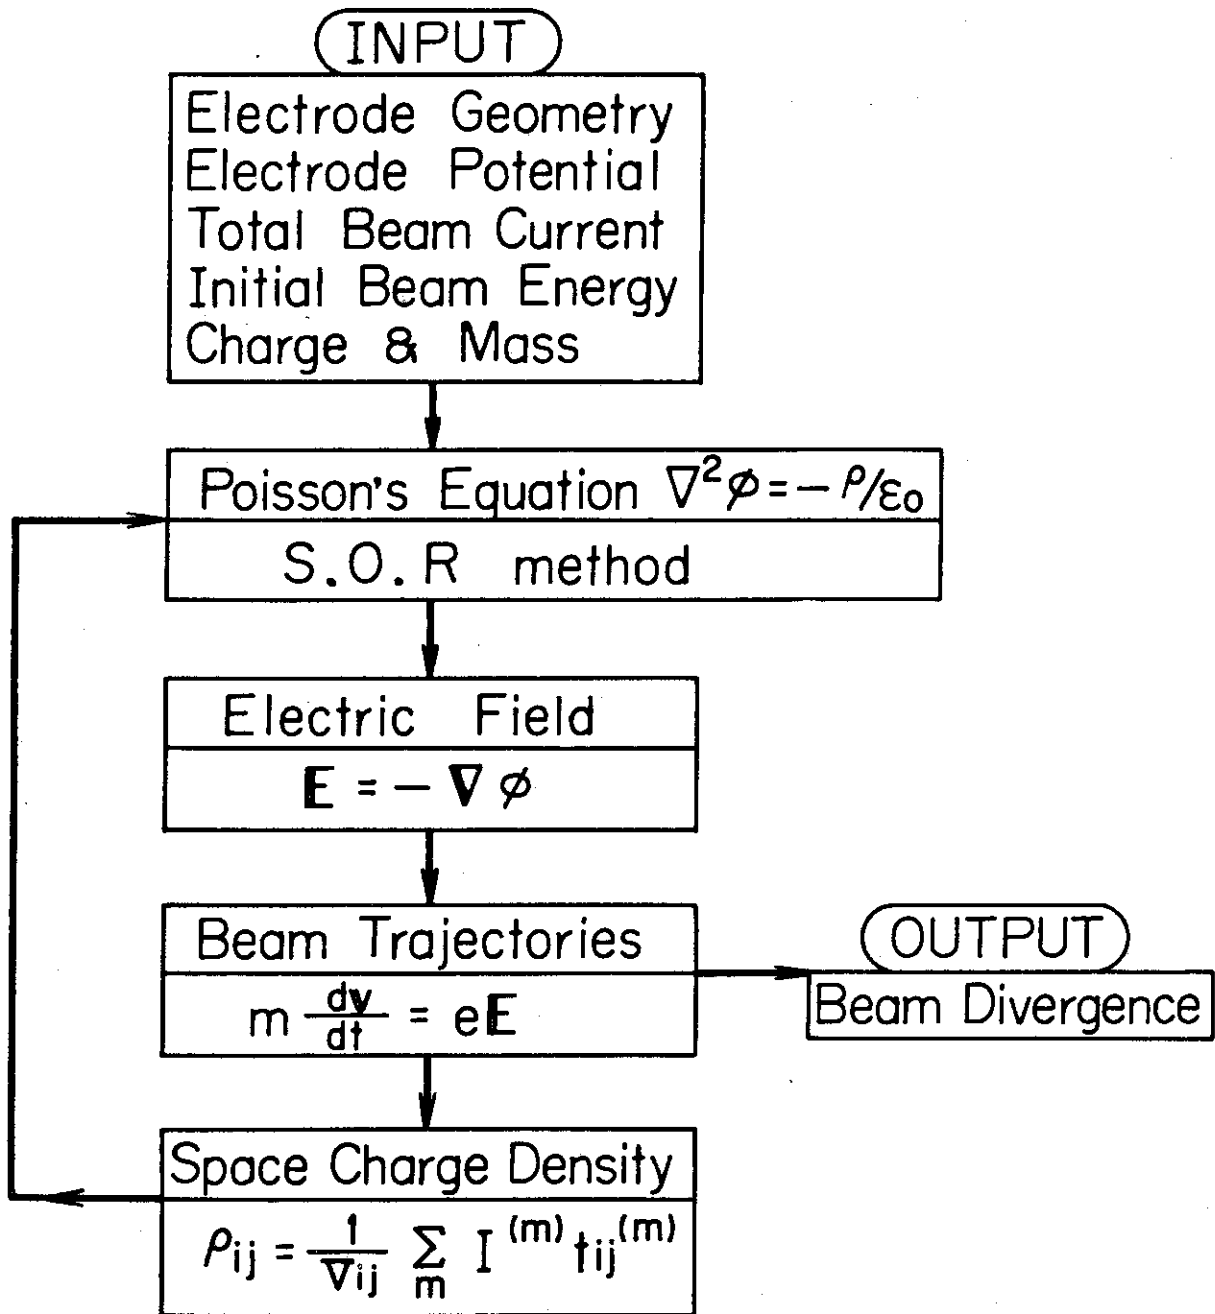 INPUT
Electrode Geometry
Electrode Potential
Total Beam Current
Initial Beam Energy
Charge & Mass
Poisson's Equation ∇²φ = − ρ/ε₀
S.O.R method
Electric Field
E = − ∇ φ
Beam Trajectories
m dv/dt = eE
OUTPUT
Beam Divergence
Space Charge Density
ρij = 1/∇ij Σm I^(m) tij^(m)